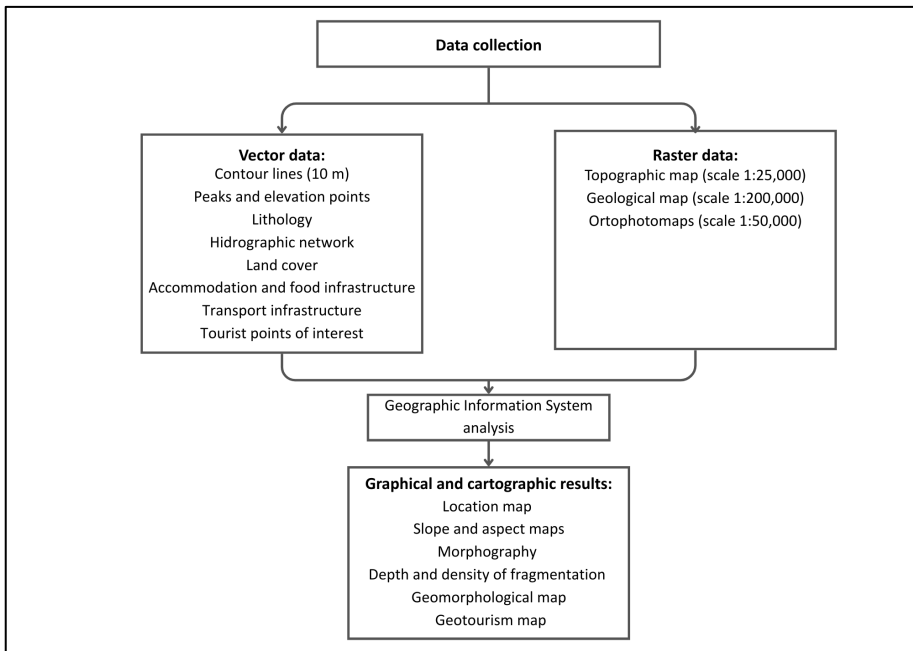 Data collection
Vector data:
Contour lines (10 m)
Peaks and elevation points
Lithology
Hidrographic network
Land cover
Accommodation and food infrastructure
Transport infrastructure
Tourist points of interest
Raster data:
Topographic map (scale 1:25,000)
Geological map (scale 1:200,000)
Ortophotomaps (scale 1:50,000)
Geographic Information System
analysis
Graphical and cartographic results:
Location map
Slope and aspect maps
Morphography
Depth and density of fragmentation
Geomorphological map
Geotourism map